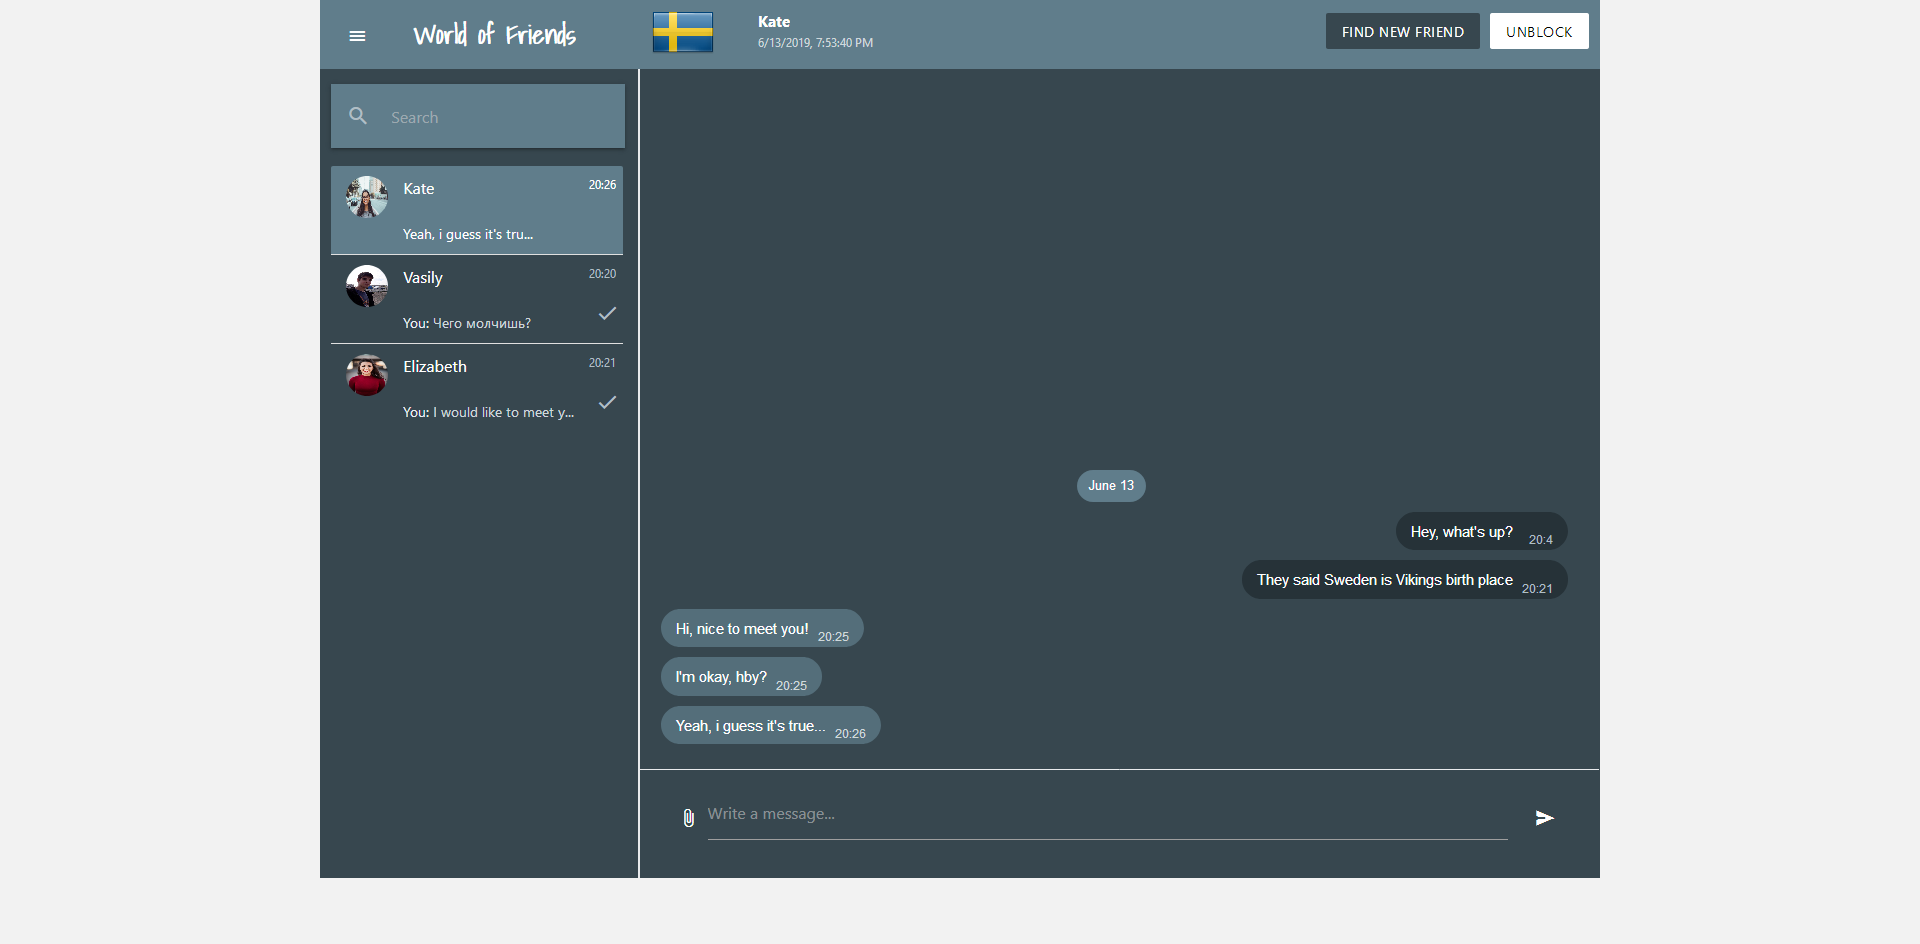 World of Friends
Kate
6/13/2019, 7:53:40 PM
FIND NEW FRIEND
UNBLOCK
Search
Kate
20:26
Yeah, i guess it's tru...
Vasily
20:20
You: Чего молчишь?
Elizabeth
20:21
You: I would like to meet y...
June 13
Hey, what's up? 20:4
They said Sweden is Vikings birth place 20:21
Hi, nice to meet you! 20:25
I'm okay, hby? 20:25
Yeah, i guess it's true... 20:26
Write a message...